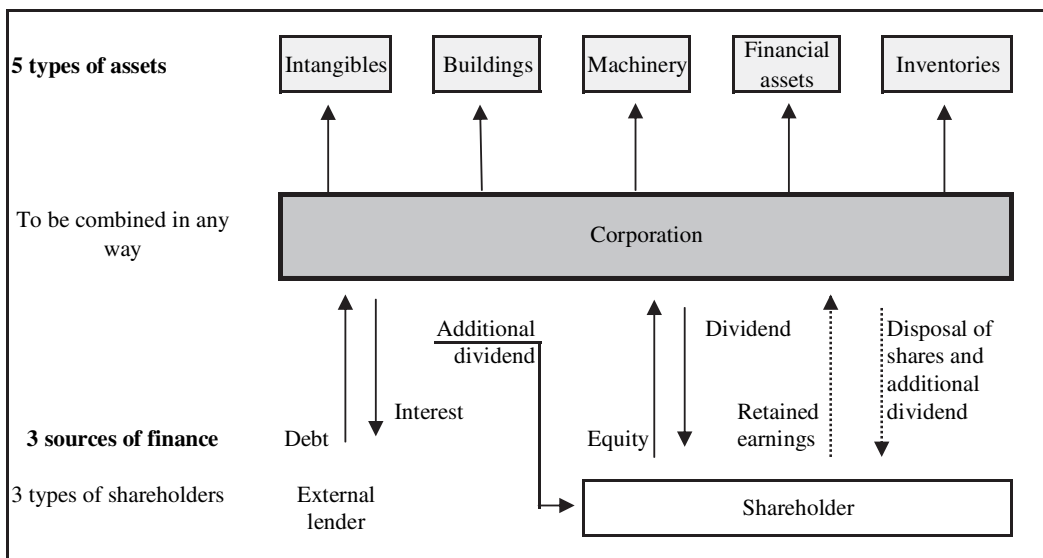 5 types of assets
Intangibles
Buildings
Machinery
Financial
assets
Inventories
To be combined in any
way
Corporation
Additional
dividend
Dividend
Disposal of
shares and
additional
dividend
Interest
Retained
earnings
3 sources of finance
Debt
Equity
3 types of shareholders
External
lender
Shareholder